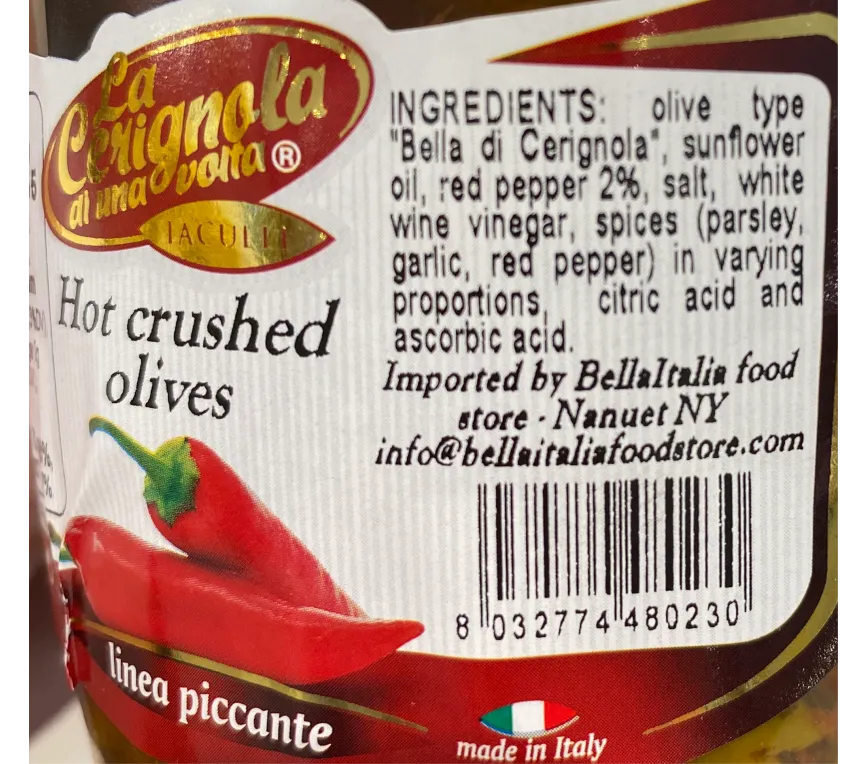 La
Cerignola
di una volta ®
IACULLI
Hot crushed
olives
INGREDIENTS: olive type
"Bella di Cerignola", sunflower
oil, red pepper 2%, salt, white
wine vinegar, spices (parsley,
garlic, red pepper) in varying
proportions, citric acid and
ascorbic acid.
Imported by BellaItalia food
store - Nanuet NY
info@bellaitaliafoodstore.com
8 032774 480230
linea piccante
made in Italy